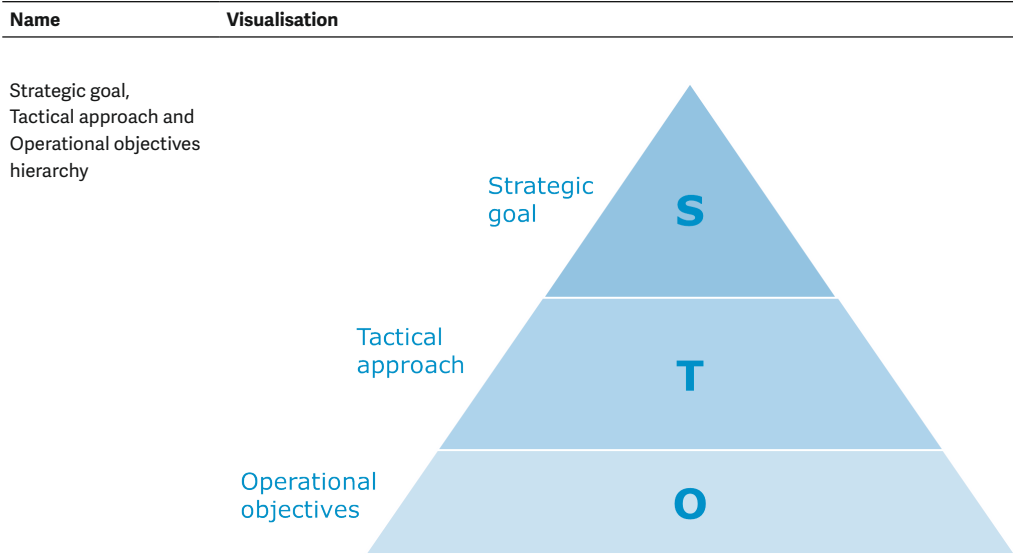 Name
Visualisation
Strategic goal,
Tactical approach and
Operational objectives
hierarchy
Strategic
goal
S
Tactical
approach
T
Operational
objectives
O